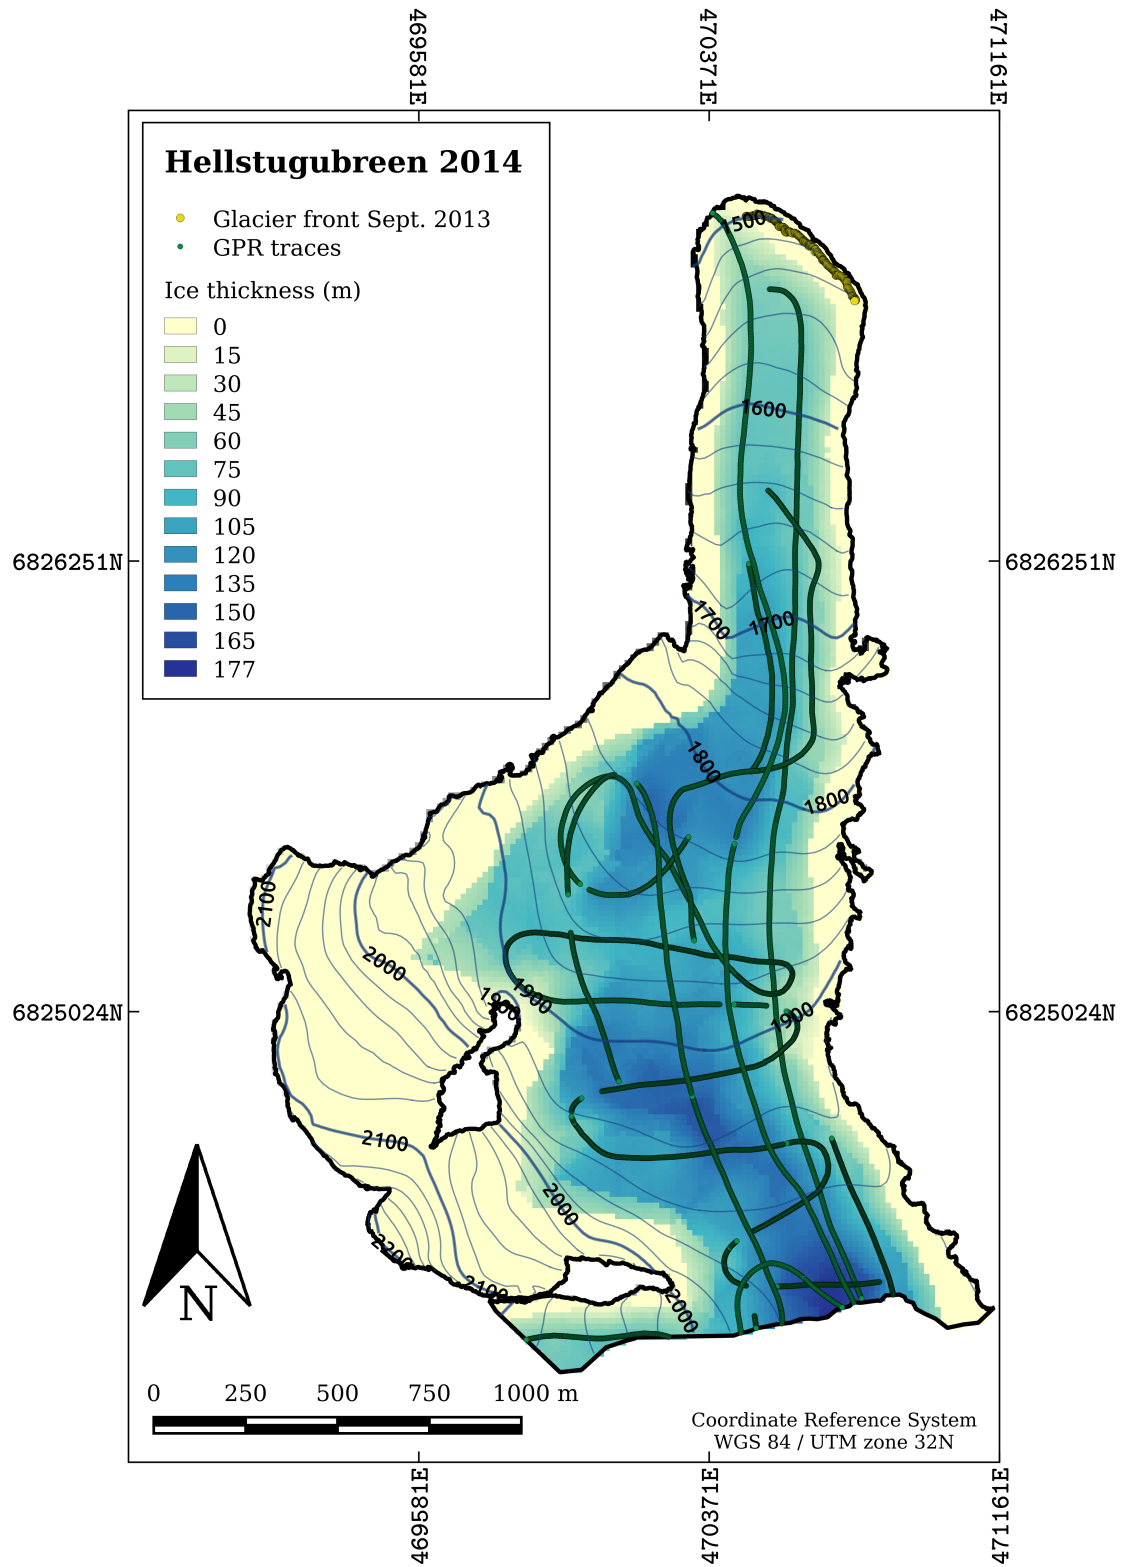 469581E
470371E
471161E
Hellstugubreen 2014
Glacier front Sept. 2013
GPR traces
Ice thickness (m)
0
15
30
45
60
75
90
105
120
135
150
165
177
1500
1600
6826251N
6826251N
1700
1700
1800
1800
2100
2000
1900
1900
1900
6825024N
6825024N
2100
2000
2200
2100
2000
N
0 250 500 750 1000 m
Coordinate Reference System
WGS 84 / UTM zone 32N
469581E
470371E
471161E